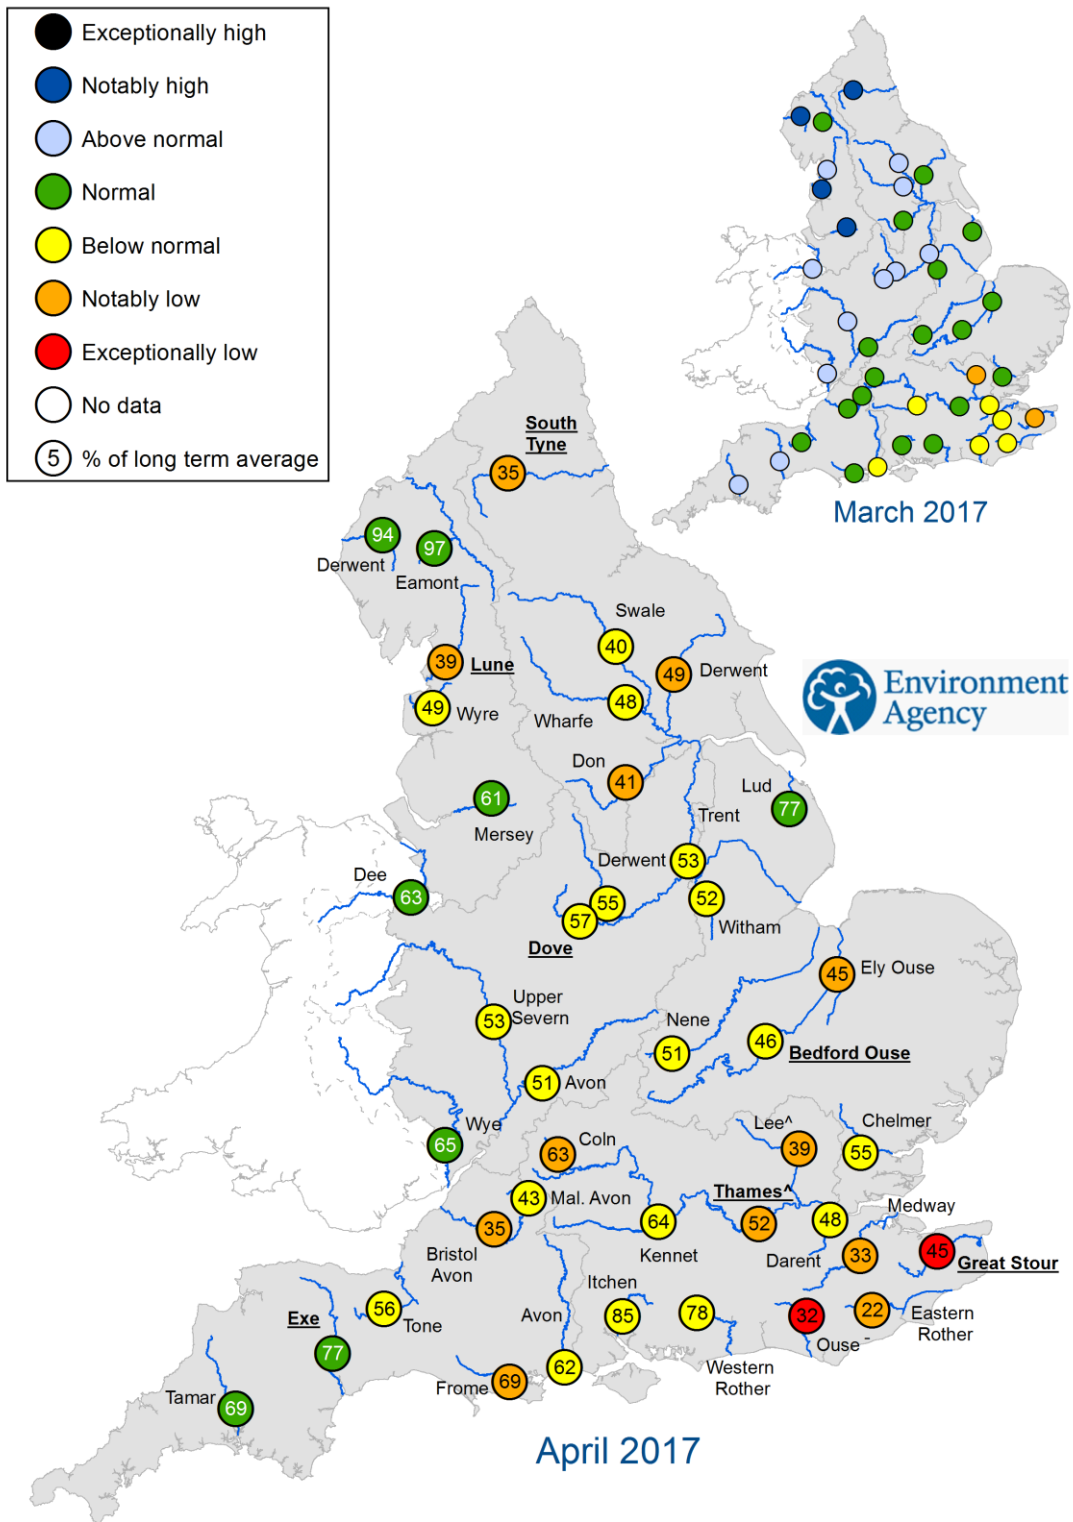 Exceptionally high
Notably high
Above normal
Normal
Below normal
Notably low
Exceptionally low
No data
5 % of long term average
March 2017
South
Tyne
35
94
Derwent
97
Eamont
Swale
40
39
Lune
49
Derwent
49
Wyre
48
Wharfe
Environment
Agency
Don
41
61
Mersey
Lud
77
Trent
Derwent
53
Dee
63
55
57
Dove
52
Witham
45
Ely Ouse
Upper
Severn
53
Nene
51
46
Bedford Ouse
51
Avon
Wye
65
Coln
63
Lee^
39
Chelmer
55
43
Mal. Avon
Thames^
52
48
Medway
35
Bristol
Avon
64
Kennet
Darent
33
45
Great Stour
Itchen
85
78
32
Ouse -
22
Eastern
Rother
Exe
77
56
Tone
Avon
62
Western
Rother
Tamar
69
Frome
69
April 2017